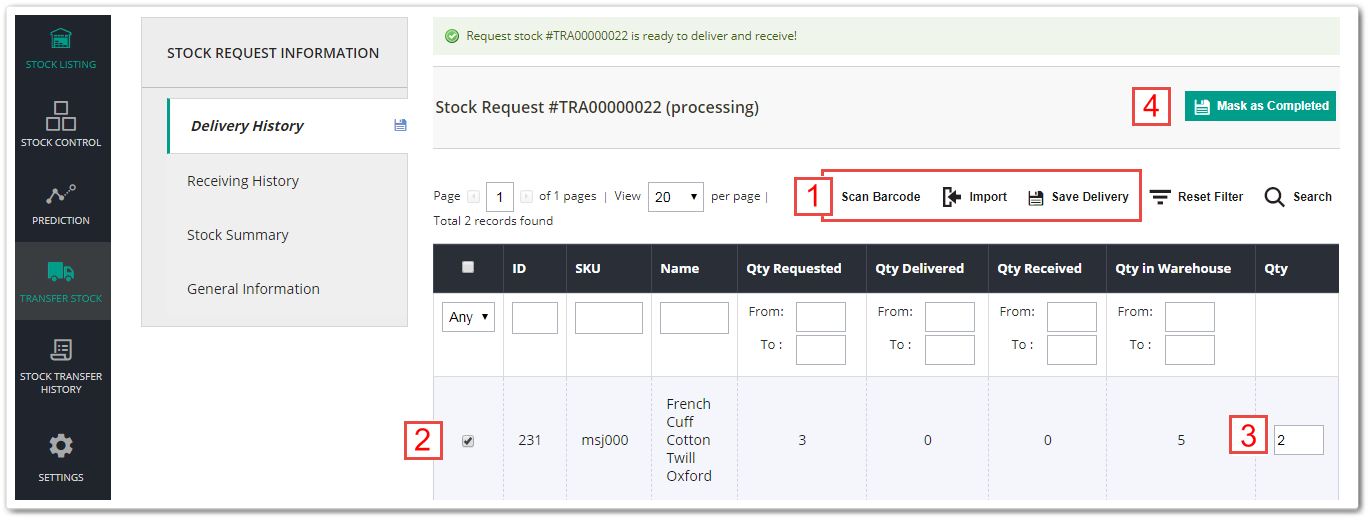 STOCK LISTING
STOCK CONTROL
PREDICTION
TRANSFER STOCK
STOCK TRANSFER
HISTORY
SETTINGS
STOCK REQUEST INFORMATION
Delivery History
Receiving History
Stock Summary
General Information
Request stock #TRA00000022 is ready to deliver and receive!
Stock Request #TRA00000022 (processing)
4
Mask as Completed
Page 1 of 1 pages | View 20 per page |
Total 2 records found
1
Scan Barcode Import Save Delivery Reset Filter Search
ID SKU Name Qty Requested Qty Delivered Qty Received Qty in Warehouse Qty
Any From: From: From: From:
To : To : To : To :
2
231 msj000 French Cuff Cotton Twill Oxford 3 0 0 5
3
2